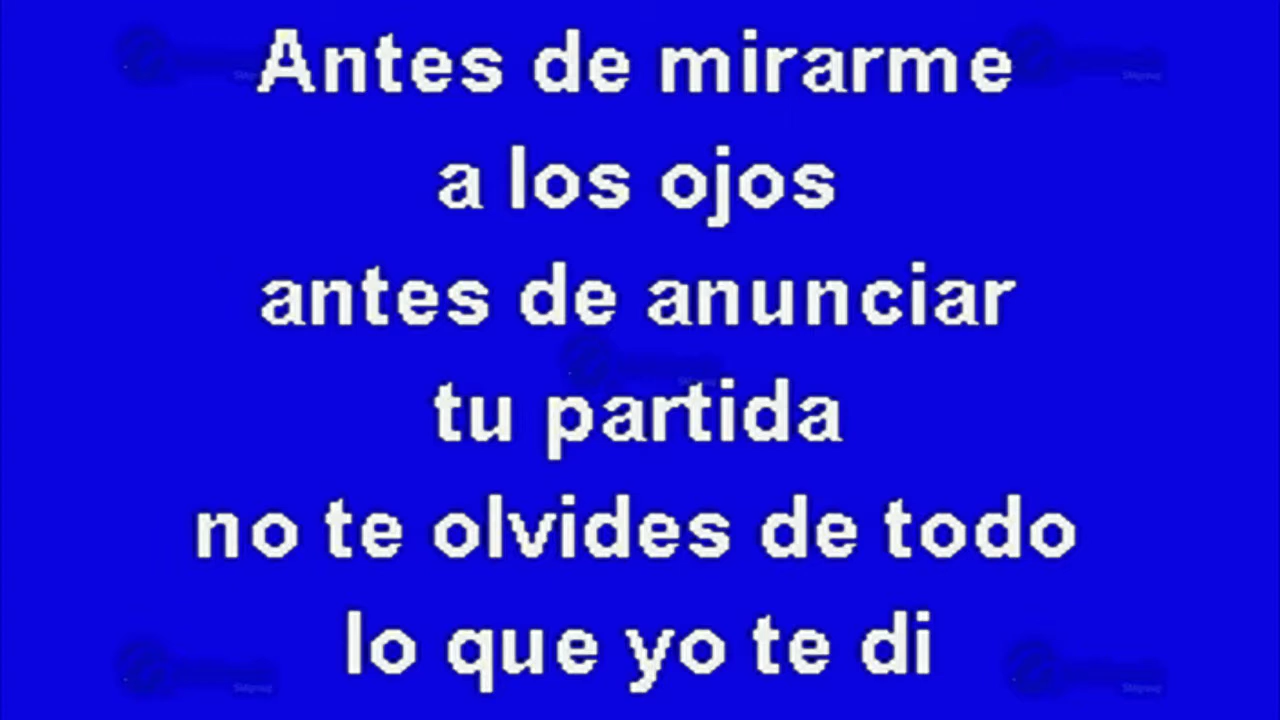 Antes de mirarme
a los ojos
antes de anunciar
tu partida
no te olvides de todo
lo que yo te di